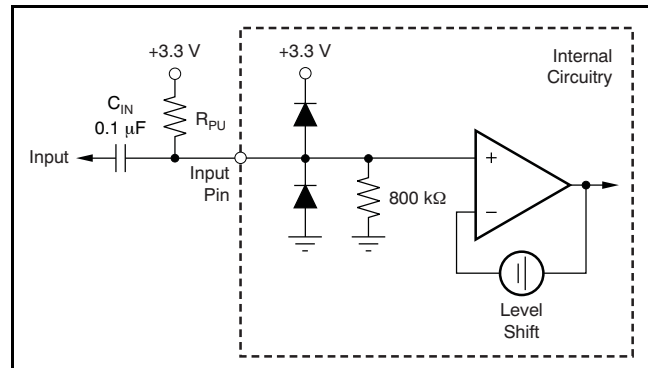 +3.3 V
+3.3 V
Internal
Circuitry
C_IN
0.1 μF
R_PU
Input
Input
Pin
800 kΩ
+
−
Level
Shift